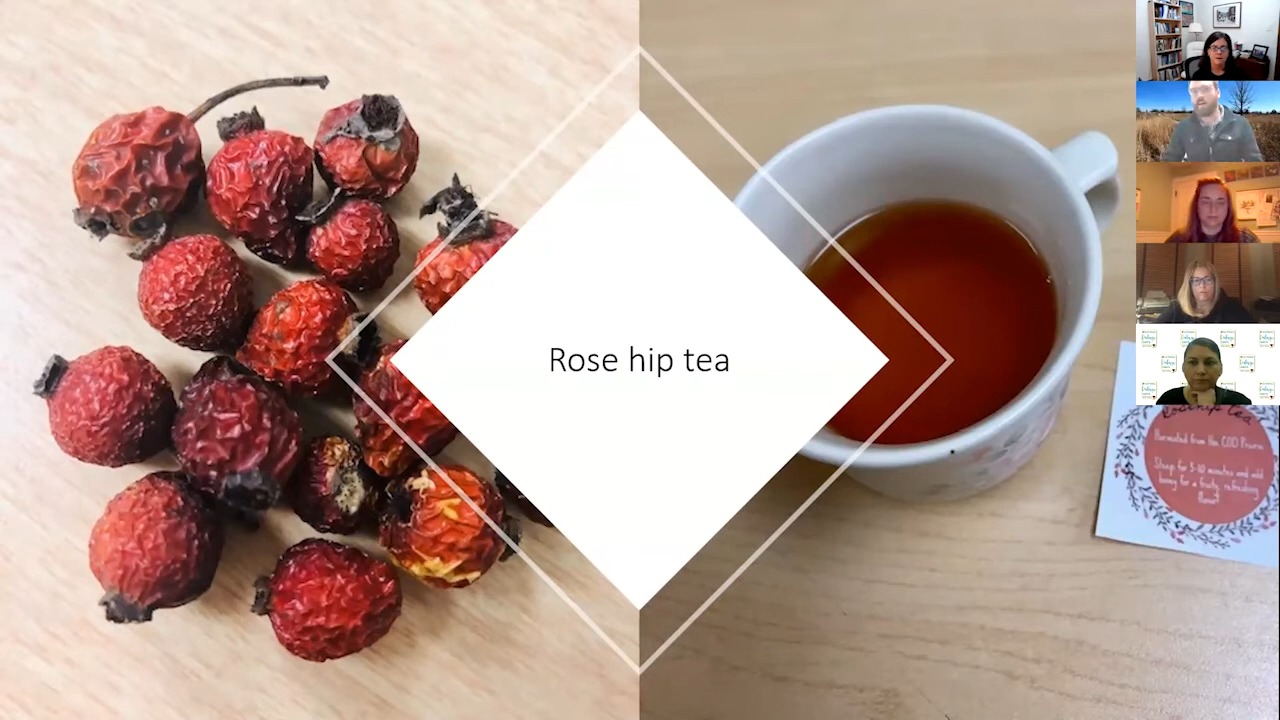 Rose hip tea
Rosehip tea
Harvested from the COD Prairie
Steep for 5-10 minutes and add
honey for a fruity, refreshing
flavor!